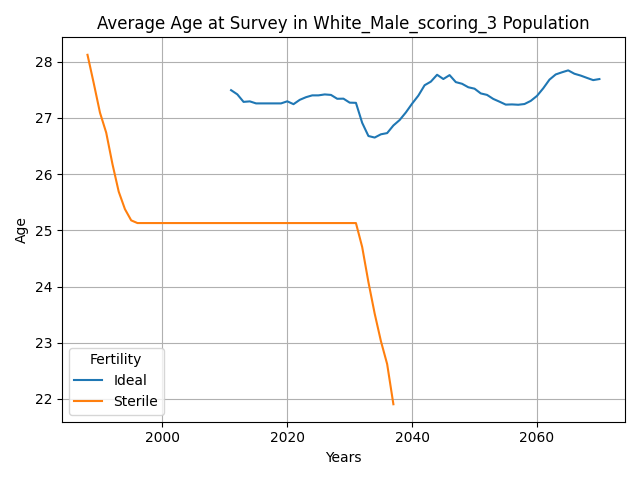 Average Age at Survey in White_Male_scoring_3 Population
28
27
26
25
24
23
22
Age
Fertility
Ideal
Sterile
2000
2020
2040
2060
Years